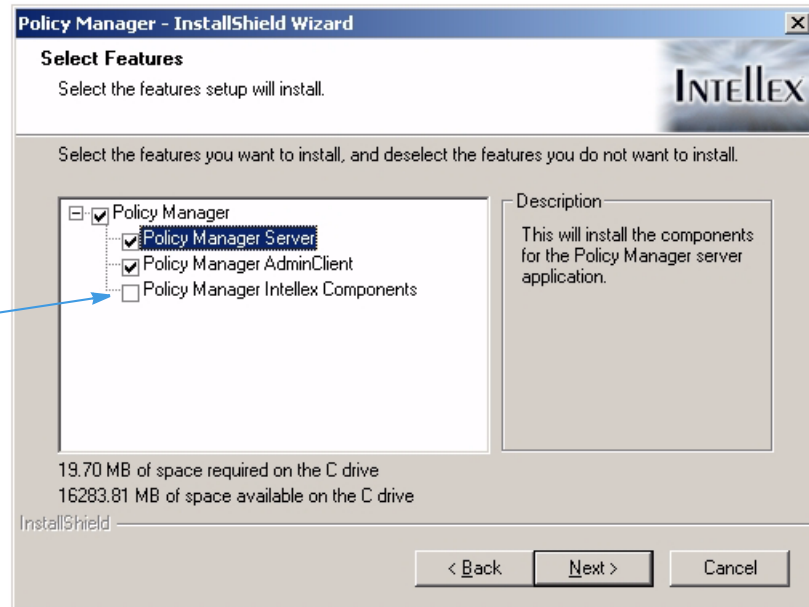 Policy Manager - InstallShield Wizard
Select Features
Select the features setup will install.
INTELLEX
Select the features you want to install, and deselect the features you do not want to install.
Policy Manager
Policy Manager Server
Policy Manager AdminClient
Policy Manager Intellex Components
Description
This will install the components
for the Policy Manager server
application.
19.70 MB of space required on the C drive
16283.81 MB of space available on the C drive
InstallShield
< Back
Next >
Cancel